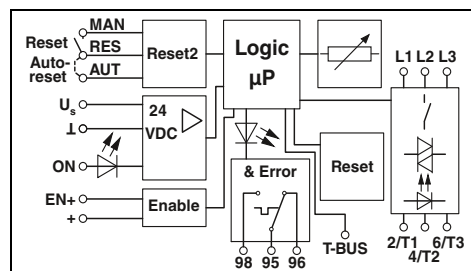 MAN
Reset
RES
Reset2
Auto-
reset
AUT
Logic
µP
L1 L2 L3
Us
⊥
24
VDC
ON
& Error
Reset
EN+
+
Enable
98 95 96
T-BUS
2/T1 6/T3
4/T2